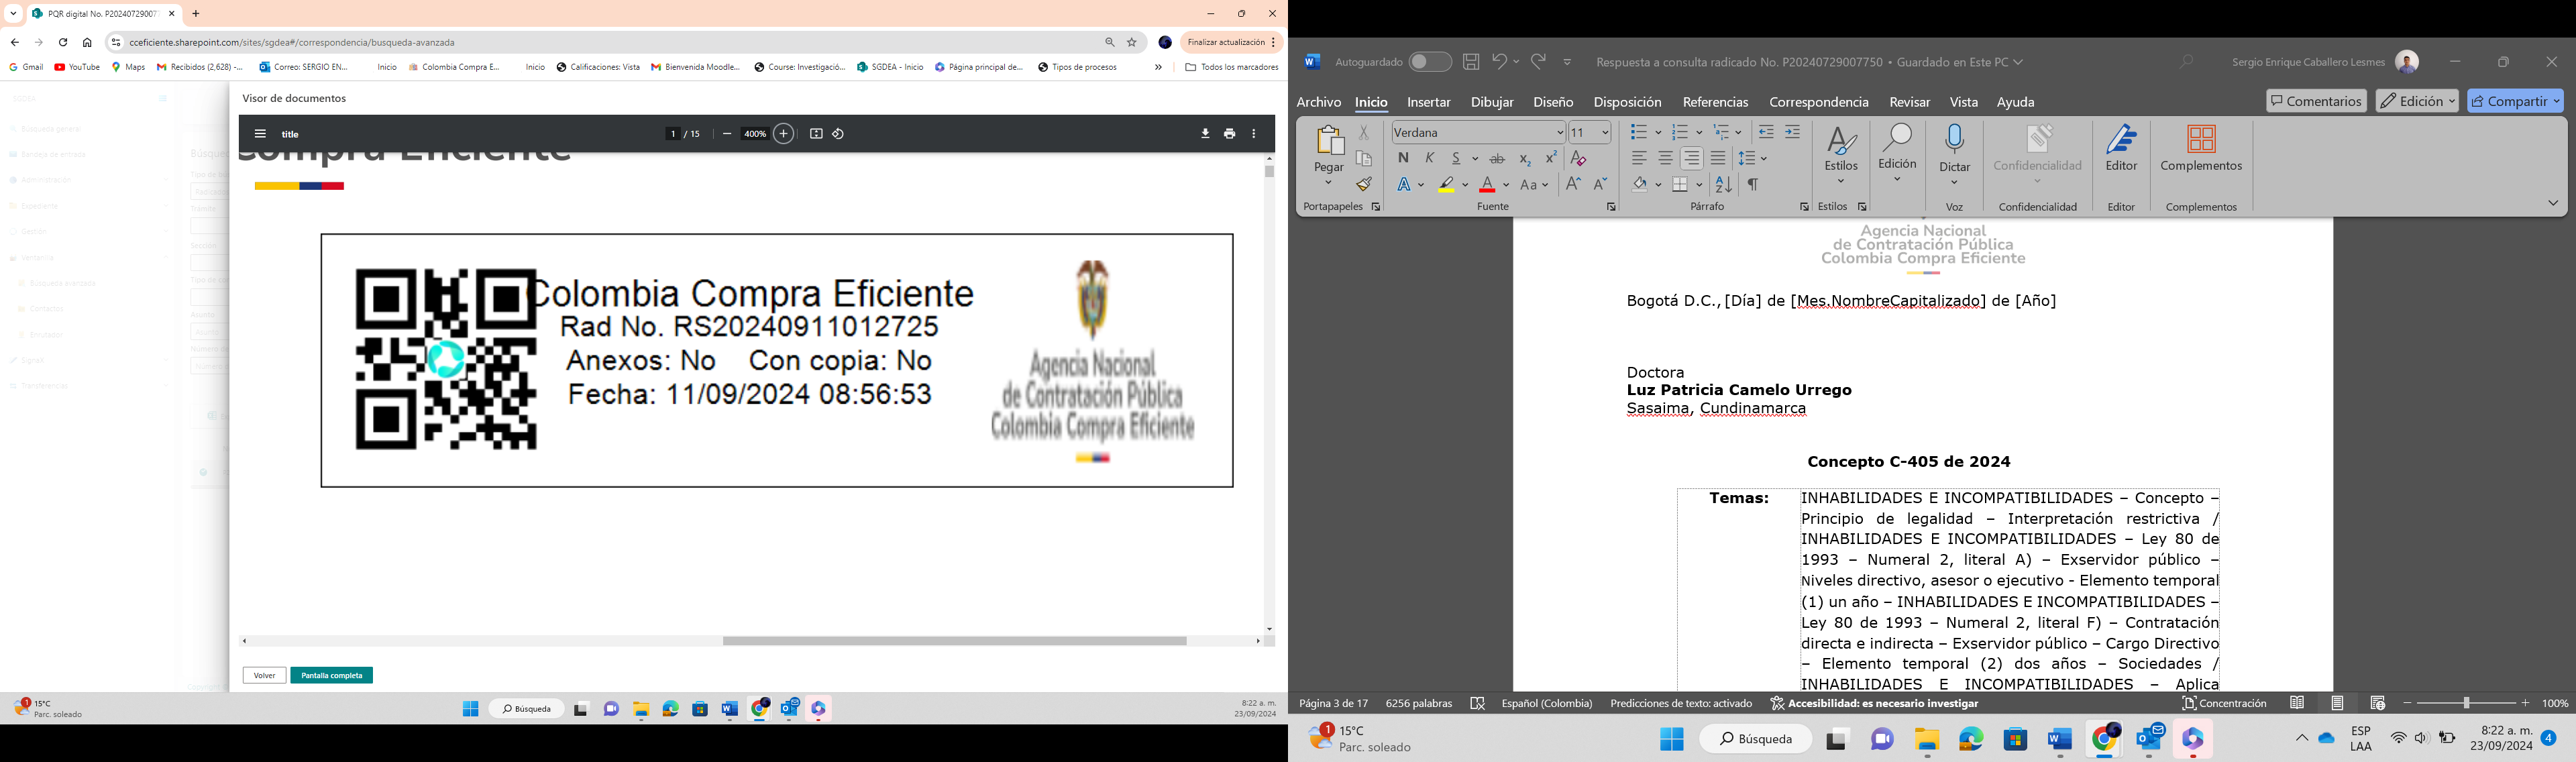 PQR digital No. P20240729007
cceficiente.sharepoint.com/sites/sgdea#/correspondencia/busqueda-avanzada
Finalizar actualización
Gmail
YouTube
Maps
Recibidos (2,628) -...
Correo: SERGIO EN...
Inicio
Colombia Compra E...
Inicio
Calificaciones: Vista
Bienvenida Moodle...
Course: Investigació...
SGDEA - Inicio
Página principal de...
Tipos de procesos
Todos los marcadores
Visor de documentos
title
1 / 15
400%
Compra Eficiente
Colombia Compra Eficiente
Rad No. RS20240911012725
Anexos: No Con copia: No
Fecha: 11/09/2024 08:56:53
Agencia Nacional
de Contratación Pública
Colombia Compra Eficiente
Volver
Pantalla completa
1
15°C
Parc. soleado
Búsqueda
8:22 a. m.
23/09/2024
Autoguardado
Respuesta a consulta radicado No. P20240729007750 • Guardado en Este PC
Sergio Enrique Caballero Lesmes
Archivo
Inicio
Insertar
Dibujar
Diseño
Disposición
Referencias
Correspondencia
Revisar
Vista
Ayuda
Comentarios
Edición
Compartir
Pegar
Verdana
11
N K S ab x₂ x²
A A Aa A A
Estilos
Edición
Dictar
Confidencialidad
Editor
Complementos
Portapapeles
Fuente
Párrafo
Estilos
Voz
Confidencialidad
Editor
Complementos
Agencia Nacional
de Contratación Pública
Colombia Compra Eficiente
Bogotá D.C., [Día] de [Mes.NombreCapitalizado] de [Año]
Doctora
Luz Patricia Camelo Urrego
Sasaima, Cundinamarca
Concepto C-405 de 2024
Temas:
INHABILIDADES E INCOMPATIBILIDADES – Concepto –
Principio de legalidad – Interpretación restrictiva /
INHABILIDADES E INCOMPATIBILIDADES – Ley 80 de
1993 – Numeral 2, literal A) – Exservidor público –
Niveles directivo, asesor o ejecutivo - Elemento temporal
(1) un año – INHABILIDADES E INCOMPATIBILIDADES –
Ley 80 de 1993 – Numeral 2, literal F) – Contratación
directa e indirecta – Exservidor público – Cargo Directivo
– Elemento temporal (2) dos años – Sociedades /
INHABILIDADES E INCOMPATIBILIDADES – Aplica
Página 3 de 17
6256 palabras
Español (Colombia)
Predicciones de texto: activado
Accesibilidad: es necesario investigar
Concentración
100%
1
15°C
Parc. soleado
Búsqueda
ESP
LAA
8:22 a. m.
23/09/2024
4